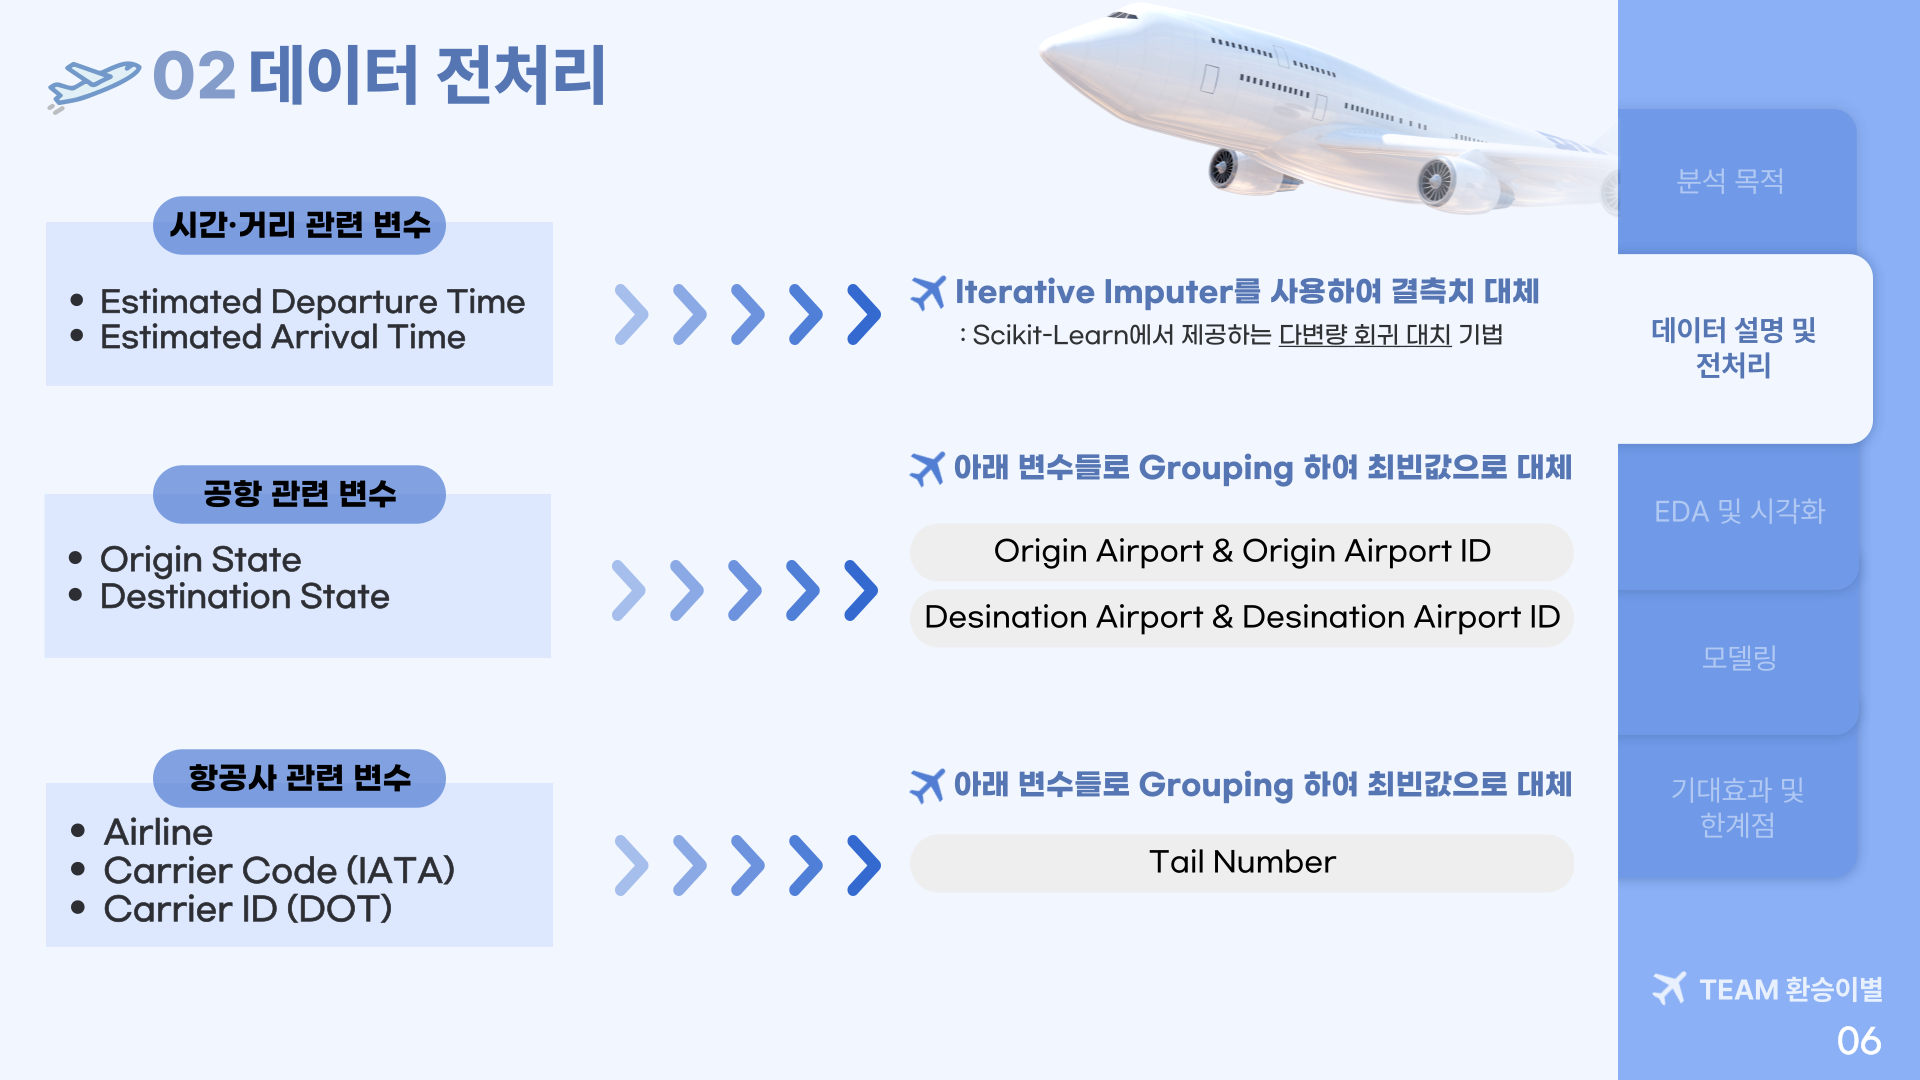 02 데이터 전처리
시간·거리 관련 변수
• Estimated Departure Time
• Estimated Arrival Time
Iterative Imputer를 사용하여 결측치 대체
: Scikit-Learn에서 제공하는 다변량 회귀 대치 기법
공항 관련 변수
• Origin State
• Destination State
아래 변수들로 Grouping 하여 최빈값으로 대체
Origin Airport & Origin Airport ID
Desination Airport & Desination Airport ID
항공사 관련 변수
• Airline
• Carrier Code (IATA)
• Carrier ID (DOT)
아래 변수들로 Grouping 하여 최빈값으로 대체
Tail Number
분석 목적
데이터 설명 및
전처리
EDA 및 시각화
모델링
기대효과 및
한계점
TEAM 환승이별
06